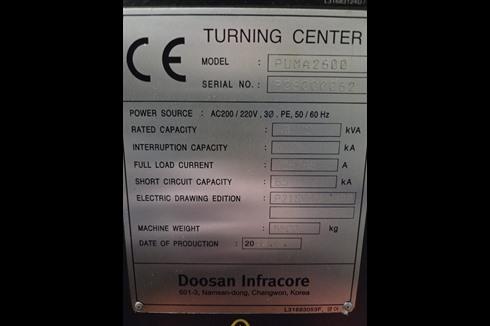 CE
TURNING CENTER
MODEL : PUMA2600
SERIAL NO. :
POWER SOURCE : AC200 / 220V , 3Ø . PE, 50 / 60 Hz
RATED CAPACITY : kVA
INTERRUPTION CAPACITY : kA
FULL LOAD CURRENT : A
SHORT CIRCUIT CAPACITY : kA
ELECTRIC DRAWING EDITION :
MACHINE WEIGHT : kg
DATE OF PRODUCTION : 20
Doosan Infracore
601-3, Namsan-dong, Changwon, Korea